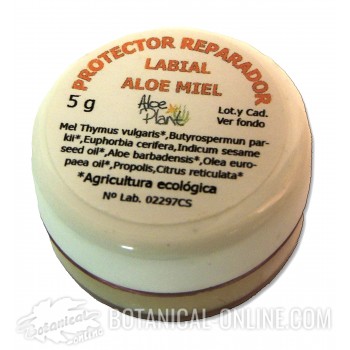 PROTECTOR REPARADOR
LABIAL
ALOE MIEL
5 g
Aloe
Plant
Lot.y Cad.
Ver fondo
Mel Thymus vulgaris*,Butyrospermun par-
kii*,Euphorbia cerifera,Indicum sesame
seed oil*,Aloe barbadensis*,Olea euro-
paea oil*,Propolis,Citrus reticulata*
*Agricultura ecológica
Nº Lab. 02297CS
Botanical
ONLINE
BOTANICAL-ONLINE.COM